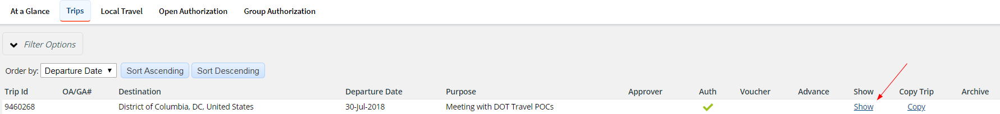 At a Glance Trips Local Travel Open Authorization Group Authorization
Filter Options
Order by: Departure Date Sort Ascending Sort Descending
Trip Id OA/GA# Destination Departure Date Purpose Approver Auth Voucher Advance Show Copy Trip Archive
9460268 District of Columbia, DC, United States 30-Jul-2018 Meeting with DOT Travel POCs Show Copy